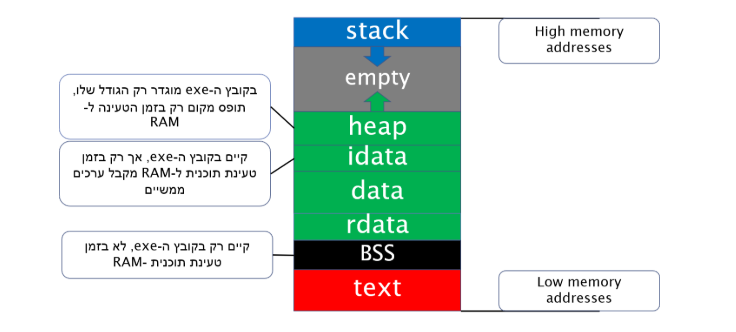 stack
High memory
addresses
empty
בקובץ ה-exe מוגדר רק הגודל שלו,
תופס מקום רק בזמן הטעינה ל-
RAM
heap
קיים בקובץ ה-exe, אך רק בזמן
טעינת תוכנית ל-RAM מקבל ערכים
ממשיים
idata
data
rdata
קיים רק בקובץ ה-exe, לא בזמן
טעינת תוכנית -RAM
BSS
text
Low memory
addresses